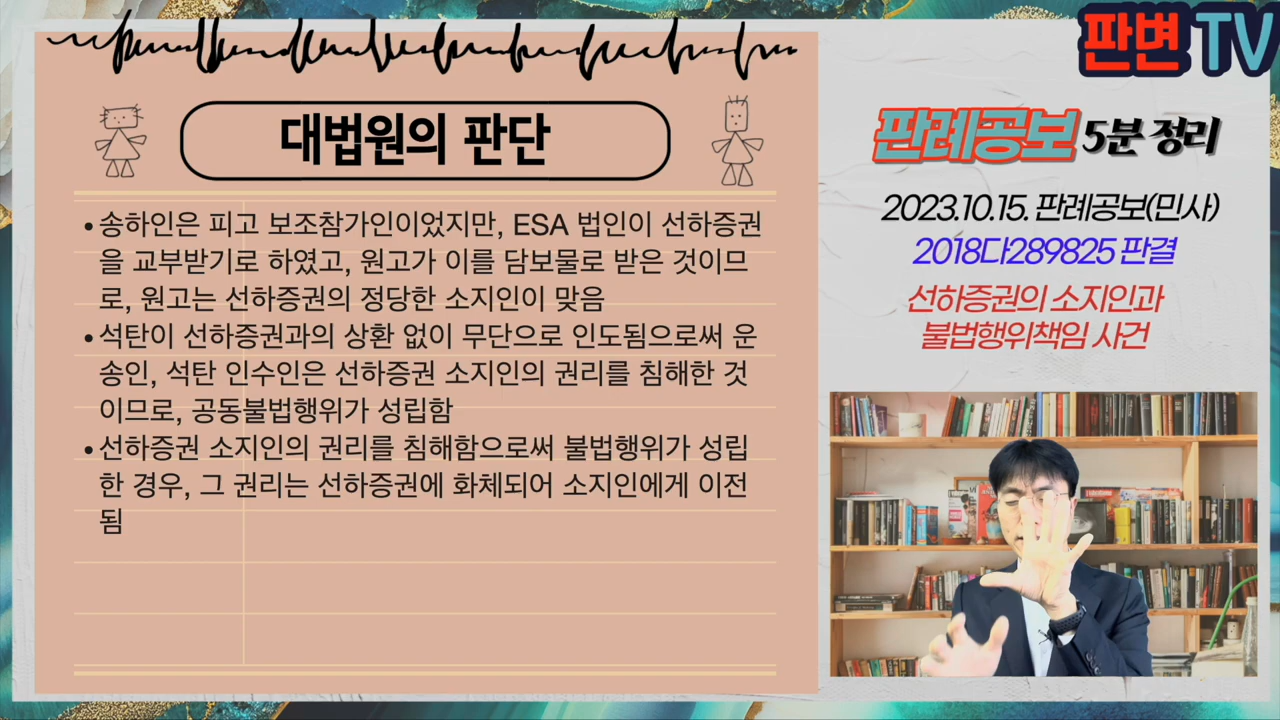 판변 TV
대법원의 판단
• 송하인은 피고 보조참가인이었지만, ESA 법인이 선하증권
을 교부받기로 하였고, 원고가 이를 담보물로 받은 것이므
로, 원고는 선하증권의 정당한 소지인이 맞음
• 석탄이 선하증권과의 상환 없이 무단으로 인도됨으로써 운
송인, 석탄 인수인은 선하증권 소지인의 권리를 침해한 것
이므로, 공동불법행위가 성립함
• 선하증권 소지인의 권리를 침해함으로써 불법행위가 성립
한 경우, 그 권리는 선하증권에 화체되어 소지인에게 이전
됨
판례공보 5분 정리
2023.10.15. 판례공보(민사)
2018다289825 판결
선하증권의 소지인과
불법행위책임 사건